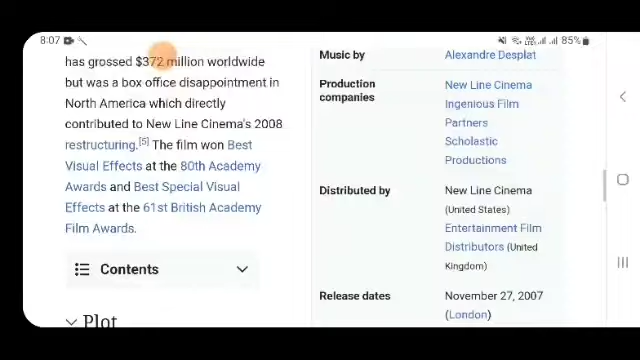 8:07
85%
has grossed $372 million worldwide
but was a box office disappointment in
North America which directly
contributed to New Line Cinema's 2008
restructuring.[5] The film won Best
Visual Effects at the 80th Academy
Awards and Best Special Visual
Effects at the 61st British Academy
Film Awards.
Contents
Plot
Music by
Alexandre Desplat
Production
companies
New Line Cinema
Ingenious Film
Partners
Scholastic
Productions
Distributed by
New Line Cinema
(United States)
Entertainment Film
Distributors (United
Kingdom)
Release dates
November 27, 2007
(London)